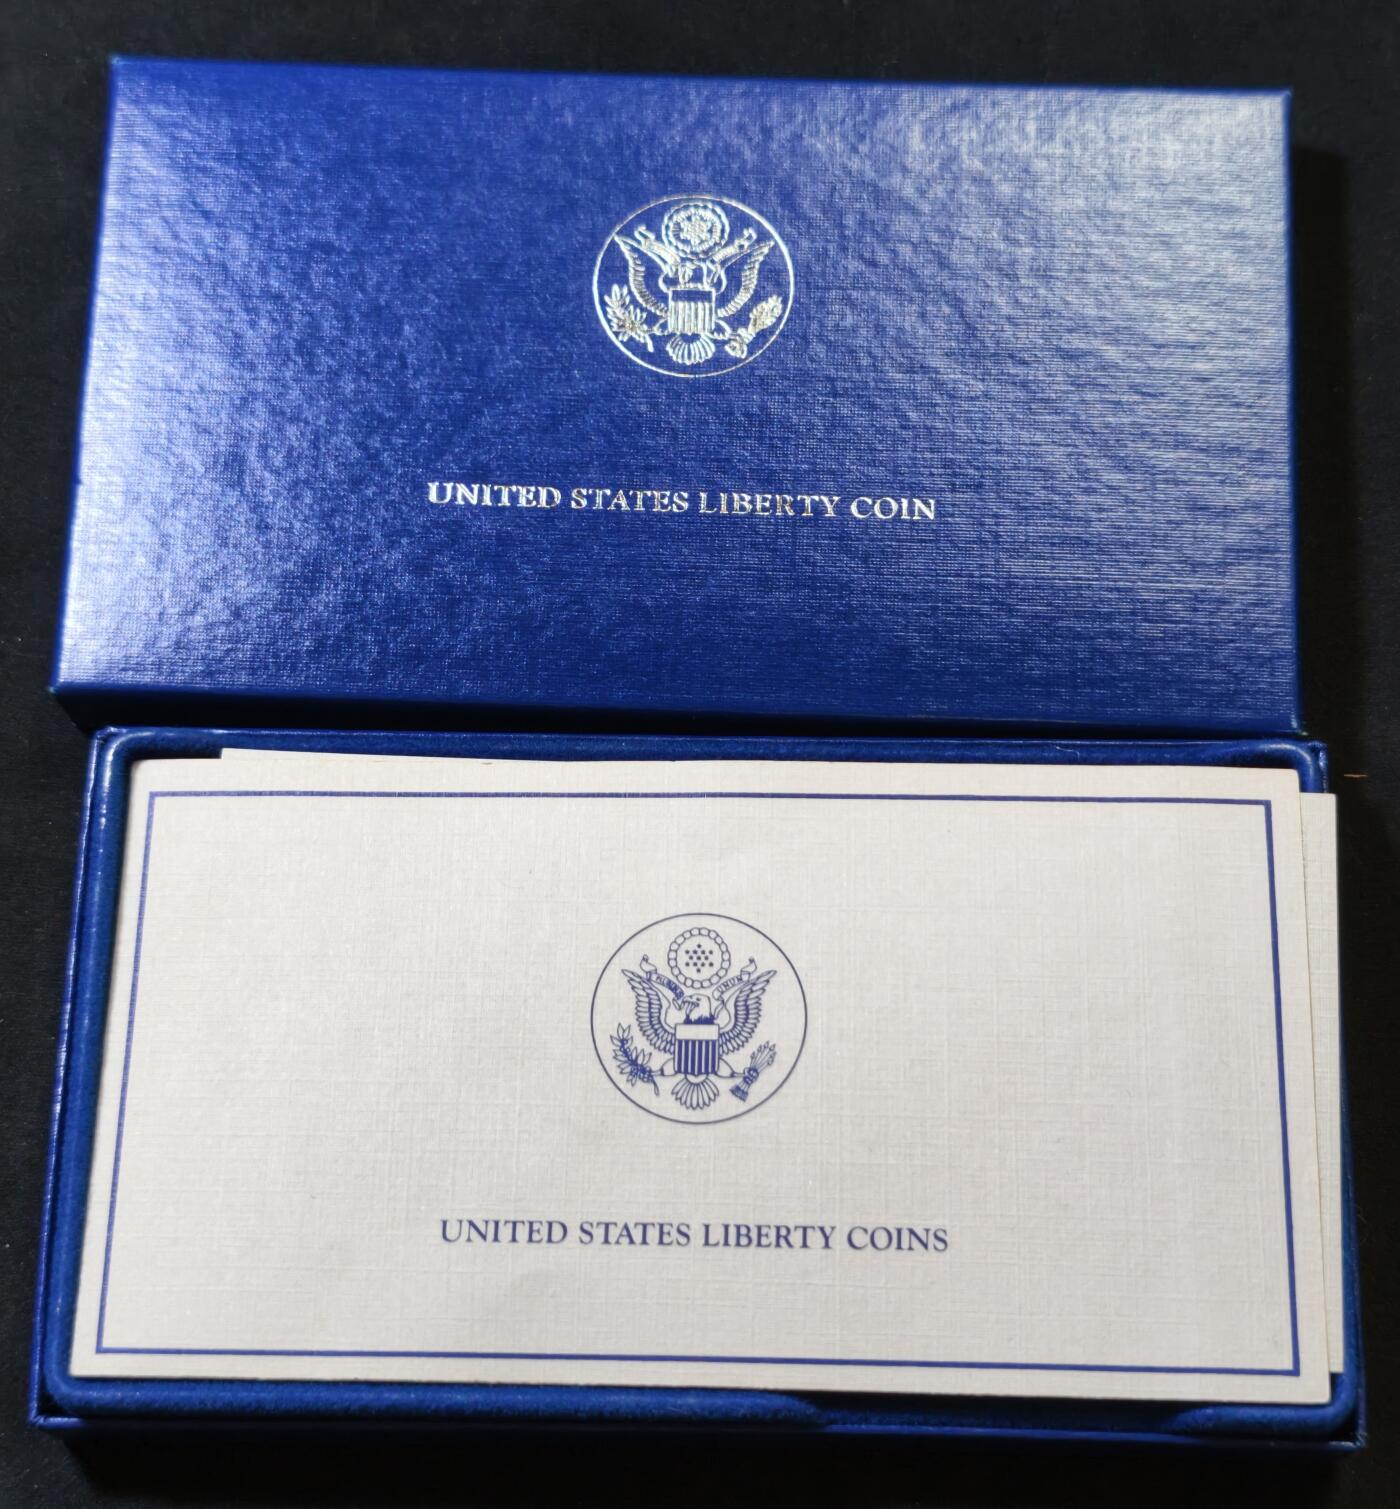 UNITED STATES LIBERTY COIN
UNITED STATES LIBERTY COINS